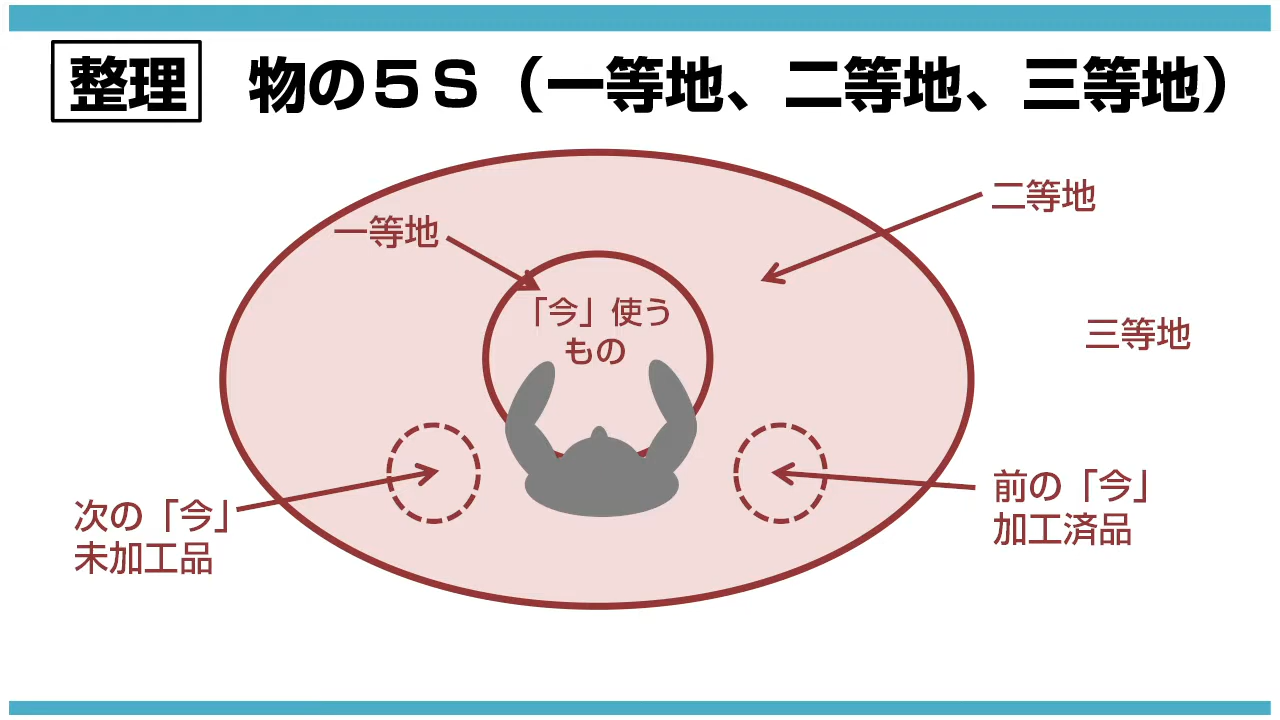 整理 物の５Ｓ（一等地、二等地、三等地）
二等地
一等地
「今」使う
もの
三等地
次の「今」
未加工品
前の「今」
加工済品